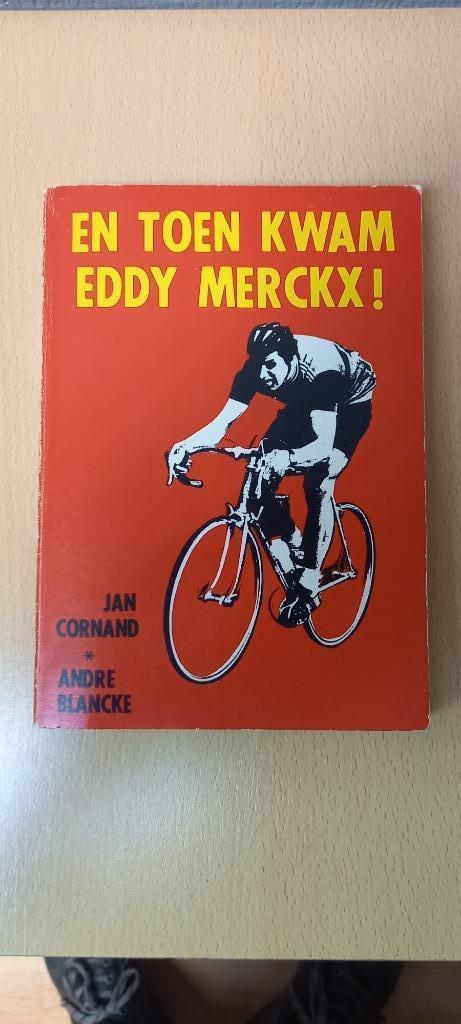 EN TOEN KWAM
EDDY MERCKX!
JAN
CORNAND
*
ANDRE
BLANCKE